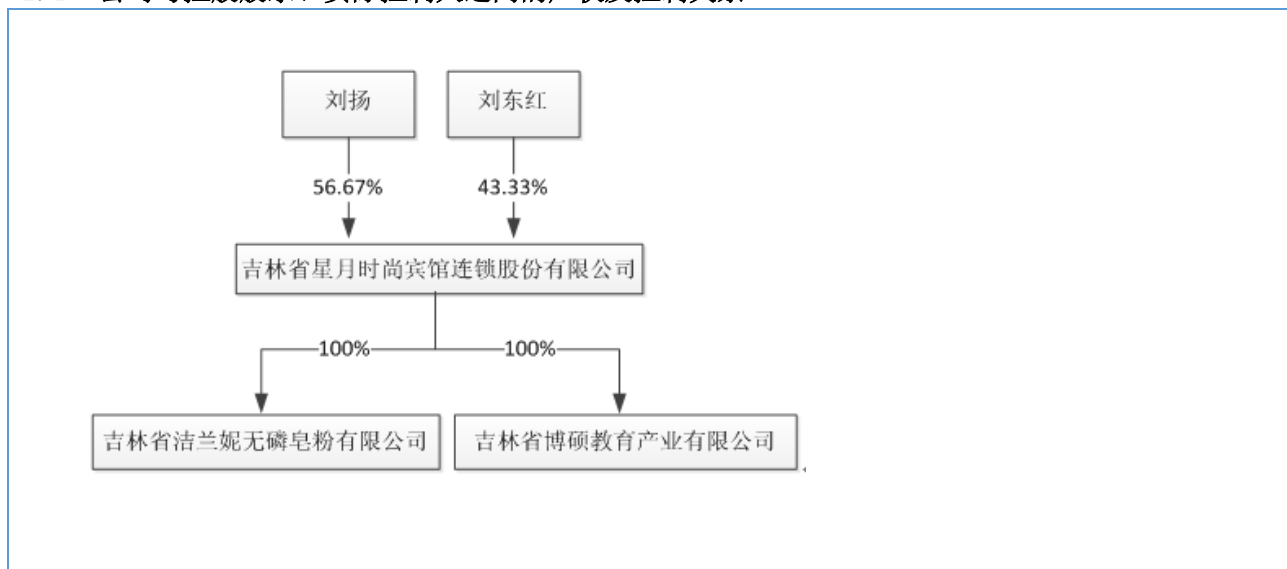 刘扬
刘东红
56.67%
43.33%
吉林省星月时尚宾馆连锁股份有限公司
100%
100%
吉林省洁兰妮无磷皂粉有限公司
吉林省博硕教育产业有限公司